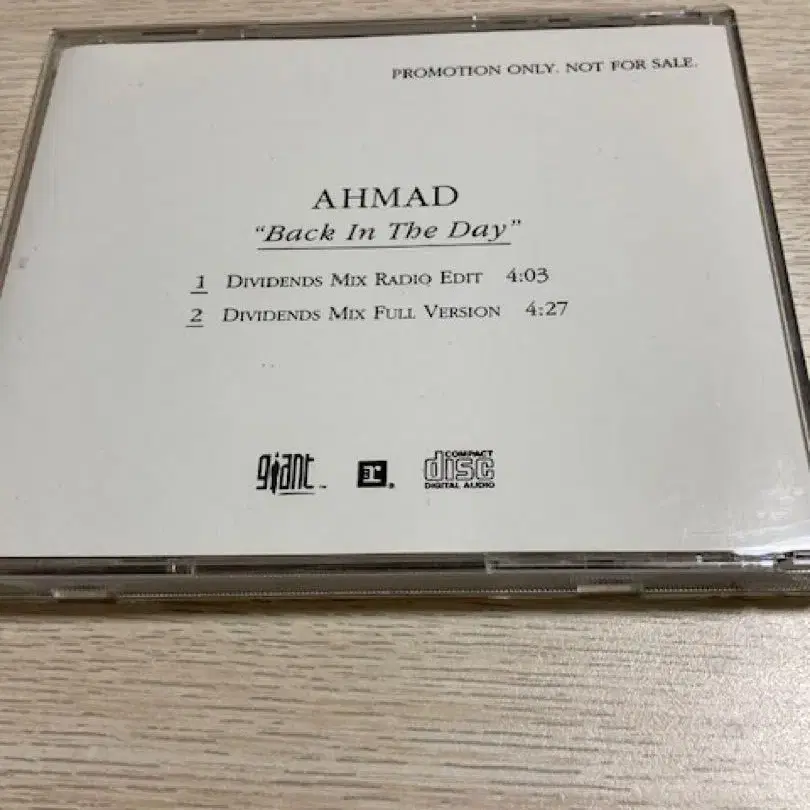 PROMOTION ONLY. NOT FOR SALE.
AHMAD
"Back In The Day"
1 DIVIDENDS MIX RADIO EDIT 4:03
2 DIVIDENDS MIX FULL VERSION 4:27
giant ™ r ® COMPACT disc DIGITAL AUDIO